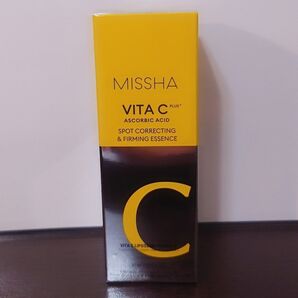 MISSHA
VITA C PLUS+
ASCORBIC ACID
SPOT CORRECTING
& FIRMING ESSENCE
C